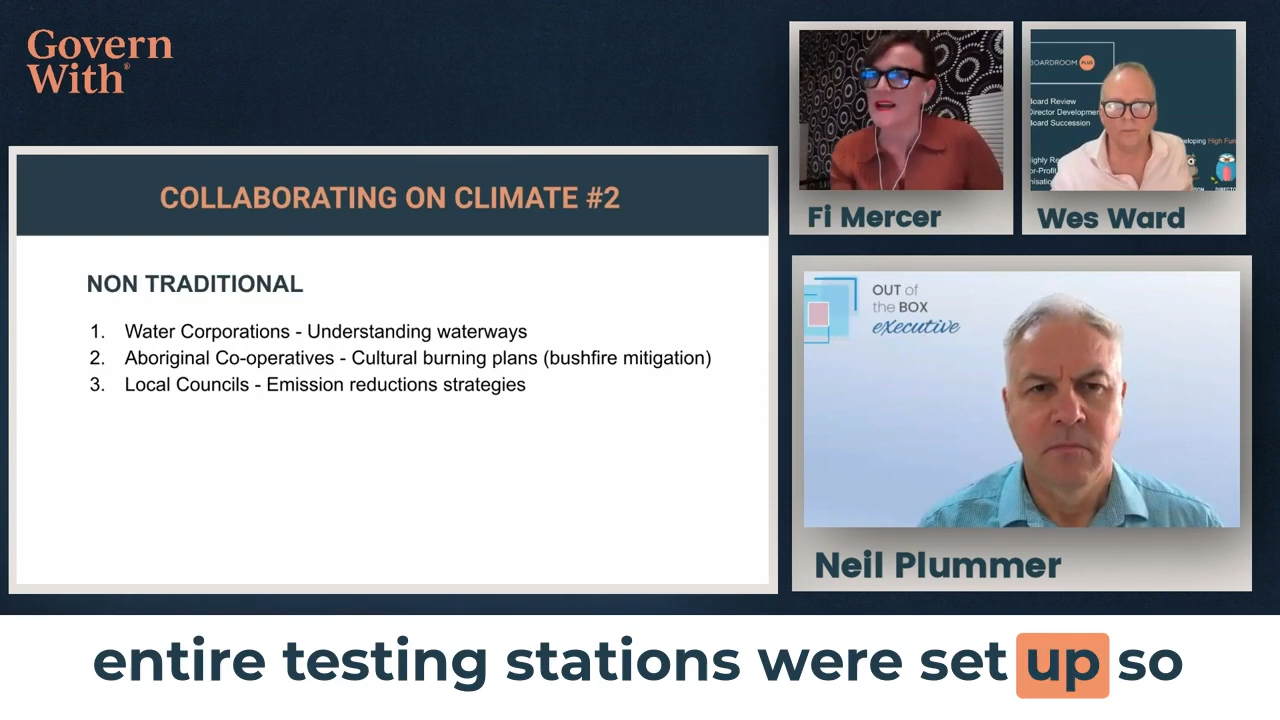 Govern
With®
COLLABORATING ON CLIMATE #2
NON TRADITIONAL
1. Water Corporations - Understanding waterways
2. Aboriginal Co-operatives - Cultural burning plans (bushfire mitigation)
3. Local Councils - Emission reductions strategies
Fi Mercer
BOARDROOM PLUS
Board Review
Director
Board Succession
High
Wes Ward
OUT of
the BOX
executive
Neil Plummer
entire testing stations were set up so